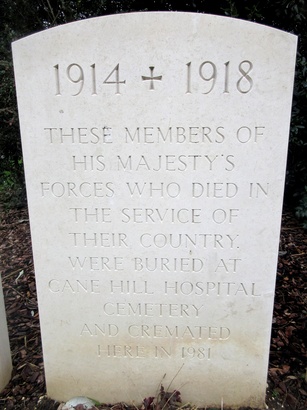 1914 ✠ 1918
THESE MEMBERS OF
HIS MAJESTY'S
FORCES WHO DIED IN
THE SERVICE OF
THEIR COUNTRY,
WERE BURIED AT
CANE HILL HOSPITAL
CEMETERY
AND CREMATED
HERE IN 1981